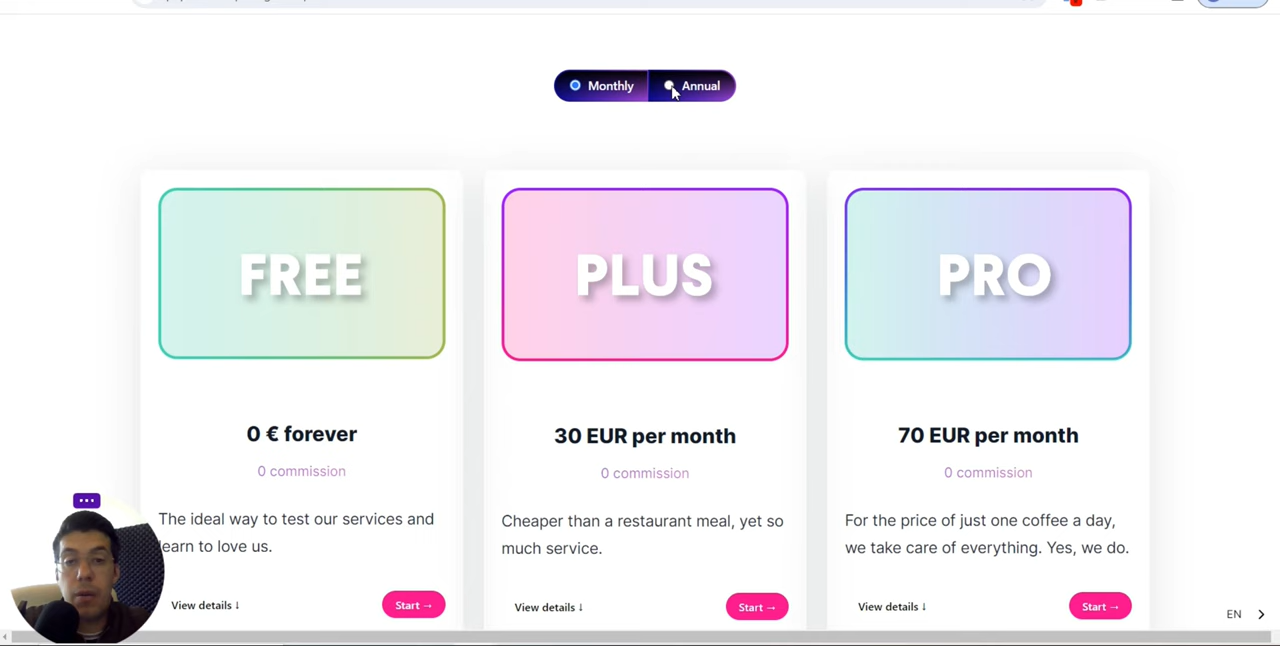 Monthly
Annual
FREE
PLUS
PRO
0 € forever
30 EUR per month
70 EUR per month
0 commission
0 commission
0 commission
The ideal way to test our services and
learn to love us.
Cheaper than a restaurant meal, yet so
much service.
For the price of just one coffee a day,
we take care of everything. Yes, we do.
View details ↓
Start →
View details ↓
Start →
View details ↓
Start →
EN